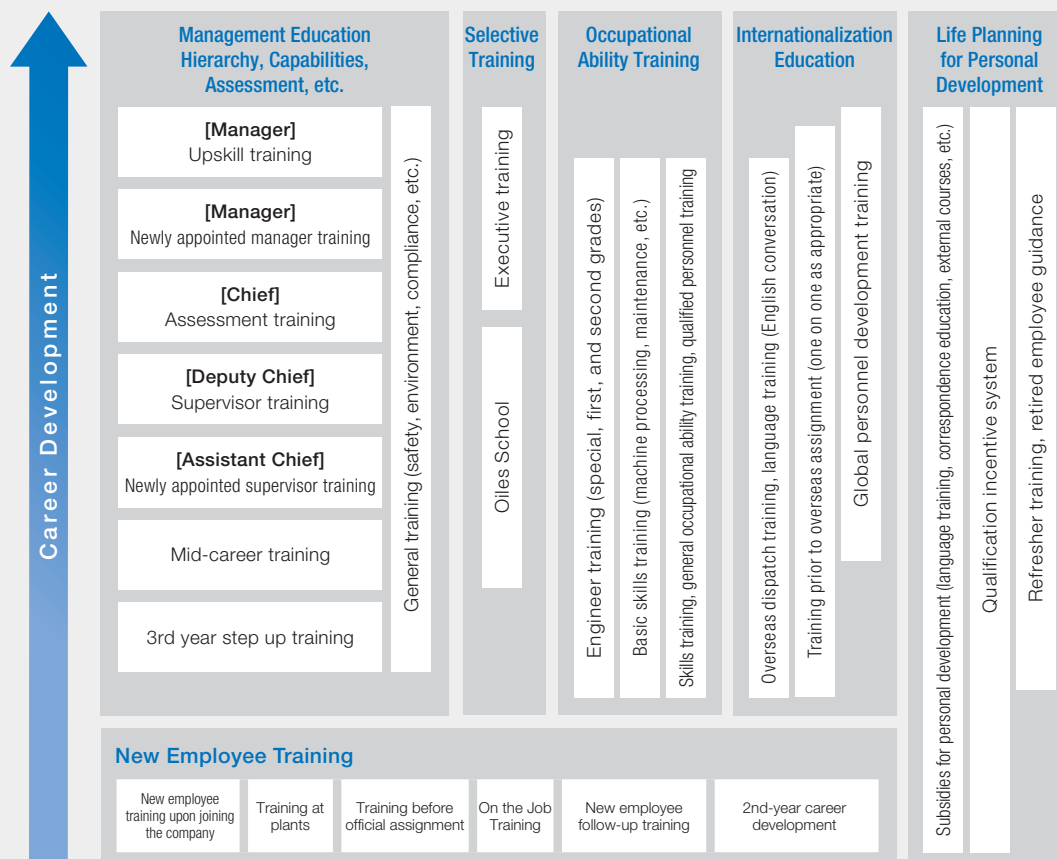 Career Development
Management Education
Hierarchy, Capabilities,
Assessment, etc.
[Manager]
Upskill training
[Manager]
Newly appointed manager training
[Chief]
Assessment training
[Deputy Chief]
Supervisor training
[Assistant Chief]
Newly appointed supervisor training
Mid-career training
3rd year step up training
General training (safety, environment, compliance, etc.)
Selective
Training
Executive training
Oiles School
Occupational
Ability Training
Engineer training (special, first, and second grades)
Basic skills training (machine processing, maintenance, etc.)
Skills training, general occupational ability training, qualified personnel training
Internationalization
Education
Overseas dispatch training, language training (English conversation)
Training prior to overseas assignment (one on one as appropriate)
Global personnel development training
Life Planning
for Personal
Development
Subsidies for personal development (language training, correspondence education, external courses, etc.)
Qualification incentive system
Refresher training, retired employee guidance
New Employee Training
New employee
training upon joining
the company
Training at
plants
Training before
official assignment
On the Job
Training
New employee
follow-up training
2nd-year career
development